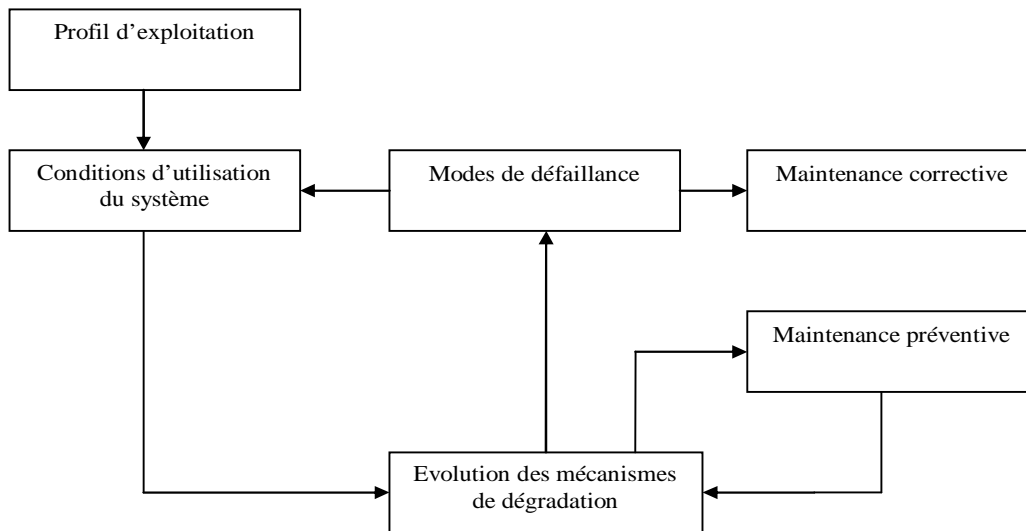 Profil d’exploitation
Conditions d’utilisation
du système
Modes de défaillance
Maintenance corrective
Maintenance préventive
Evolution des mécanismes
de dégradation